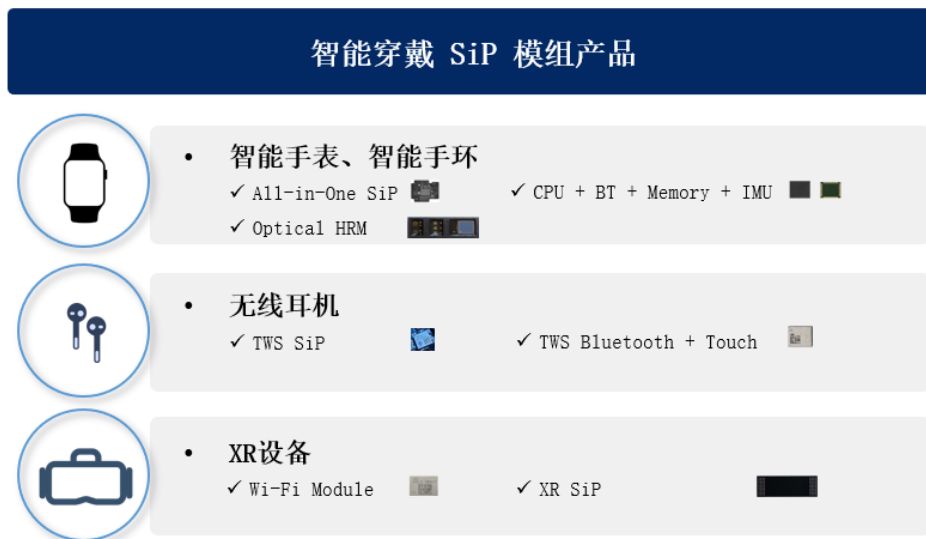 智能穿戴 SiP 模组产品
• 智能手表、智能手环
✓ All-in-One SiP ✓ CPU + BT + Memory + IMU
✓ Optical HRM
• 无线耳机
✓ TWS SiP ✓ TWS Bluetooth + Touch
• XR设备
✓ Wi-Fi Module ✓ XR SiP